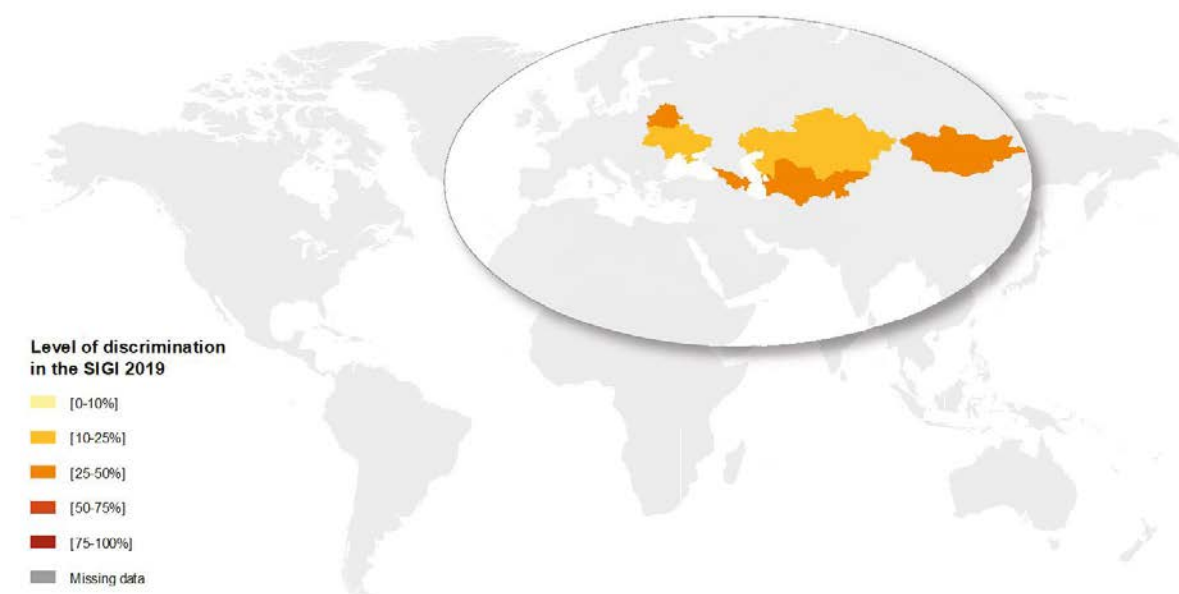 Level of discrimination
in the SIGI 2019
[0-10%]
[10-25%]
[25-50%]
[50-75%]
[75-100%]
Missing data